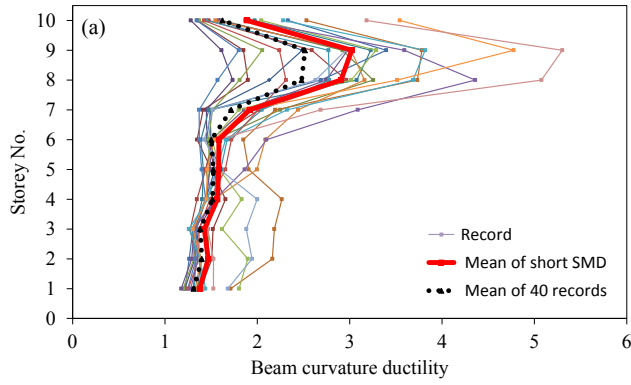 (a)
10
9
8
7
6
5
4
3
2
1
0
Storey No.
Record
Mean of short SMD
Mean of 40 records
0 1 2 3 4 5 6
Beam curvature ductility